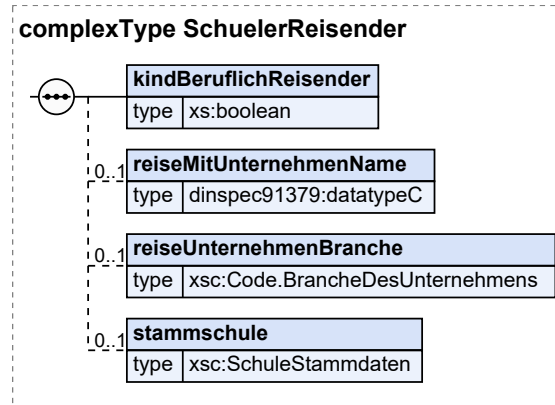 complexType SchuelerReisender
kindBeruflichReisender
type xs:boolean
0..1 reiseMitUnternehmenName
type dinspec91379:datatypeC
0..1 reiseUnternehmenBranche
type xsc:Code.BrancheDesUnternehmens
0..1 stammschule
type xsc:SchuleStammdaten